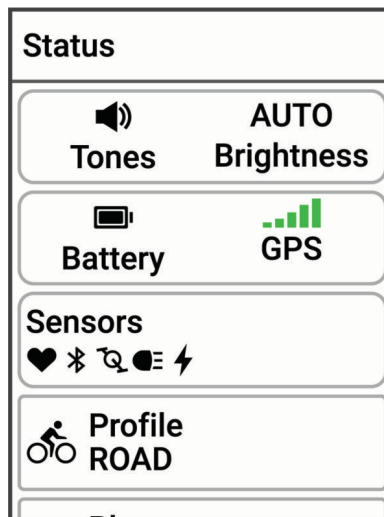 Status
AUTO
Tones Brightness
Battery GPS
Sensors
Profile
ROAD